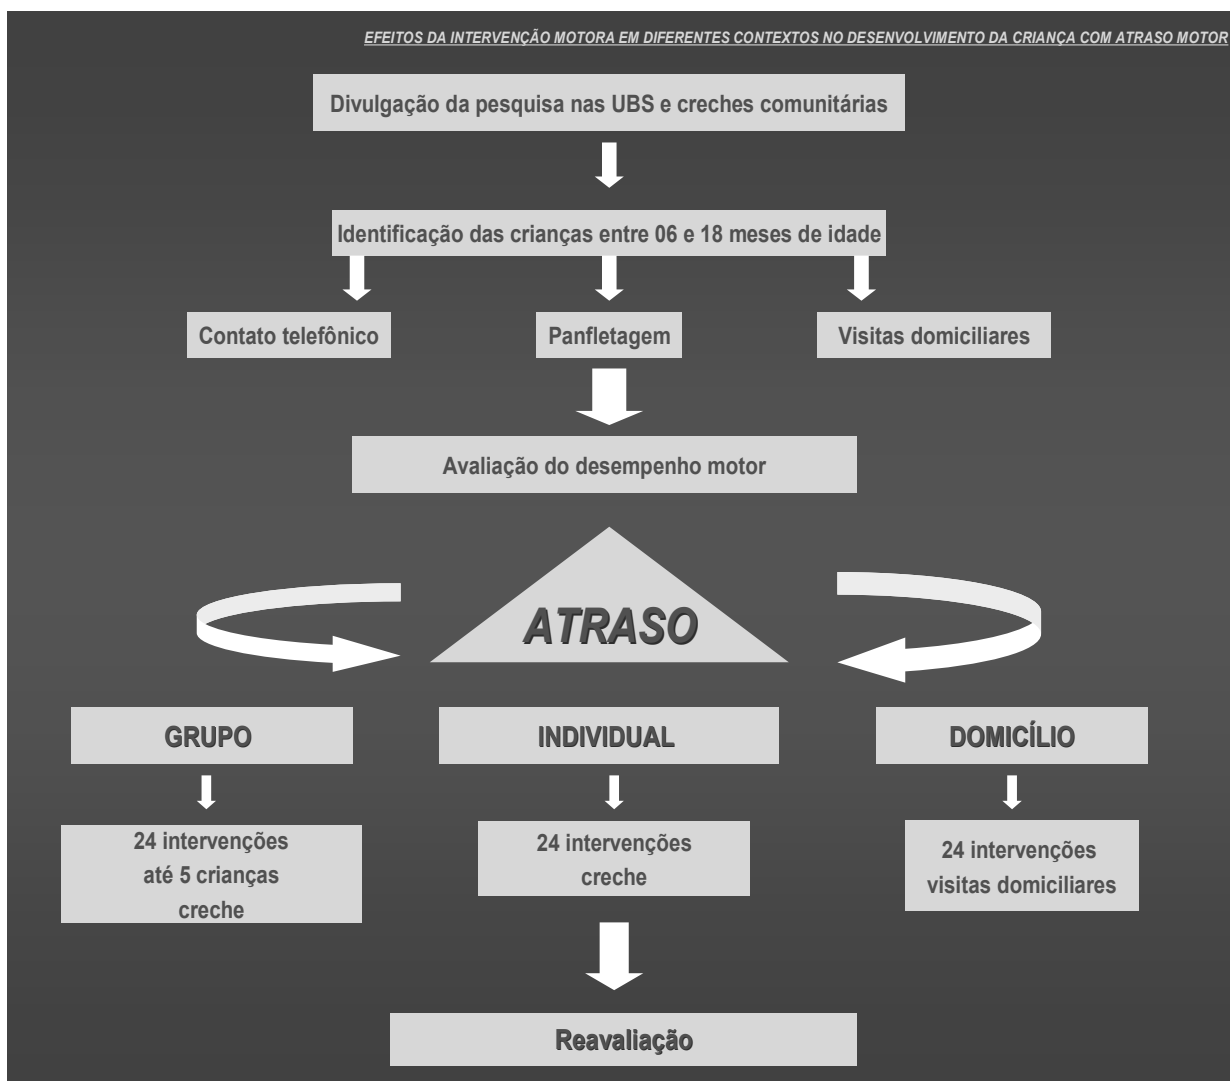 EFEITOS DA INTERVENÇÃO MOTORA EM DIFERENTES CONTEXTOS NO DESENVOLVIMENTO DA CRIANÇA COM ATRASO MOTOR
Divulgação da pesquisa nas UBS e creches comunitárias
Identificação das crianças entre 06 e 18 meses de idade
Contato telefônico
Panfletagem
Visitas domiciliares
Avaliação do desempenho motor
ATRASO
GRUPO
INDIVIDUAL
DOMICÍLIO
24 intervenções
até 5 crianças
creche
24 intervenções
creche
24 intervenções
visitas domiciliares
Reavaliação